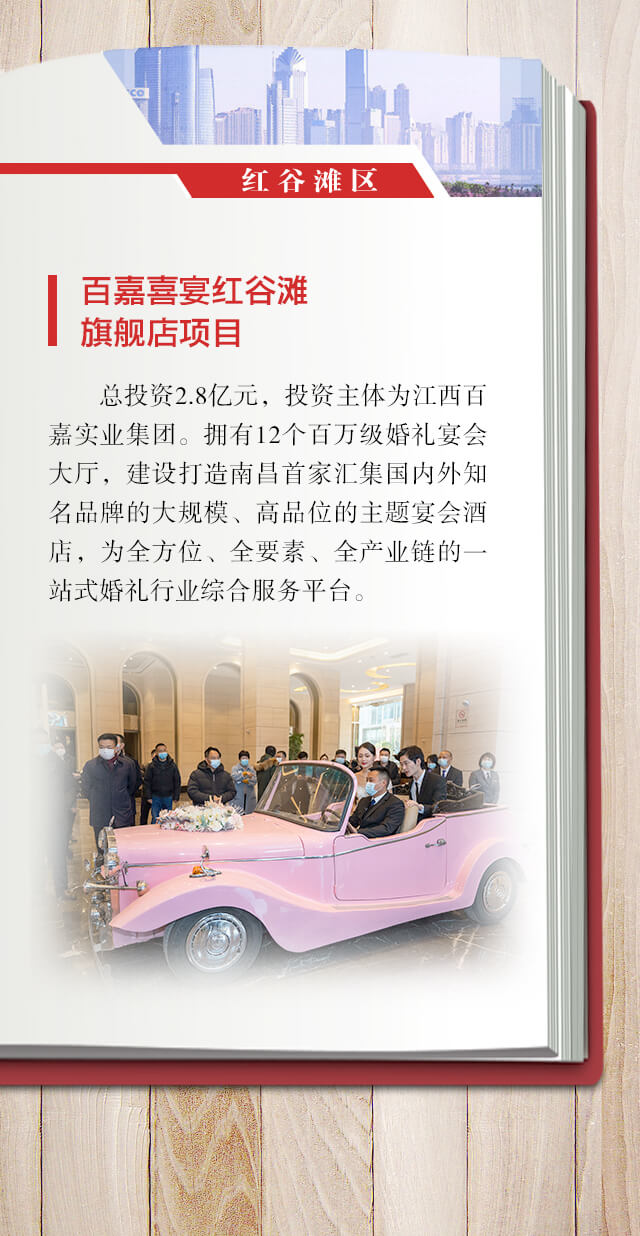 红谷滩区
百嘉喜宴红谷滩
旗舰店项目
总投资2.8亿元，投资主体为江西百
嘉实业集团。拥有12个百万级婚礼宴会
大厅，建设打造南昌首家汇集国内外知
名品牌的大规模、高品位的主题宴会酒
店，为全方位、全要素、全产业链的一
站式婚礼行业综合服务平台。